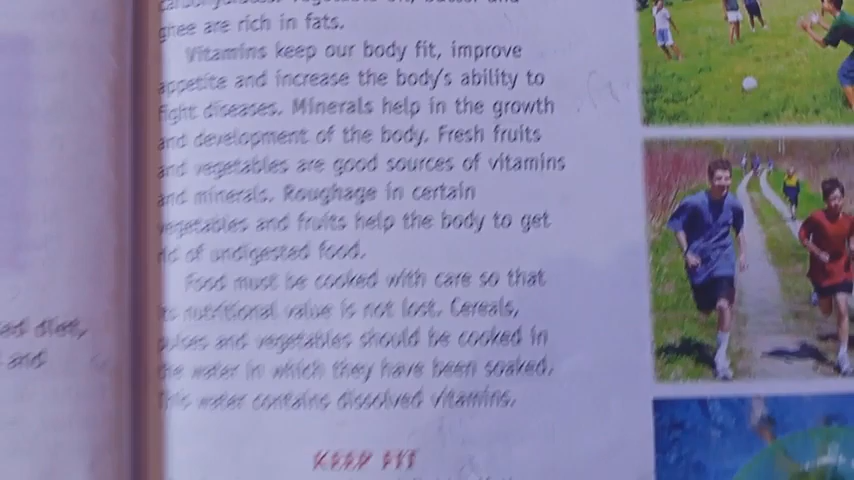 ghee are rich in fats.
Vitamins keep our body fit, improve
appetite and increase the body's ability to
fight diseases. Minerals help in the growth
and development of the body. Fresh fruits
and vegetables are good sources of vitamins
and minerals. Roughage in certain
vegetables and fruits help the body to get
rid of undigested food.
Food must be cooked with care so that
its nutritional value is not lost. Cereals,
pulses and vegetables should be cooked in
the water in which they have been soaked.
This water contains dissolved vitamins.
KEEP FIT
ed diet,
and